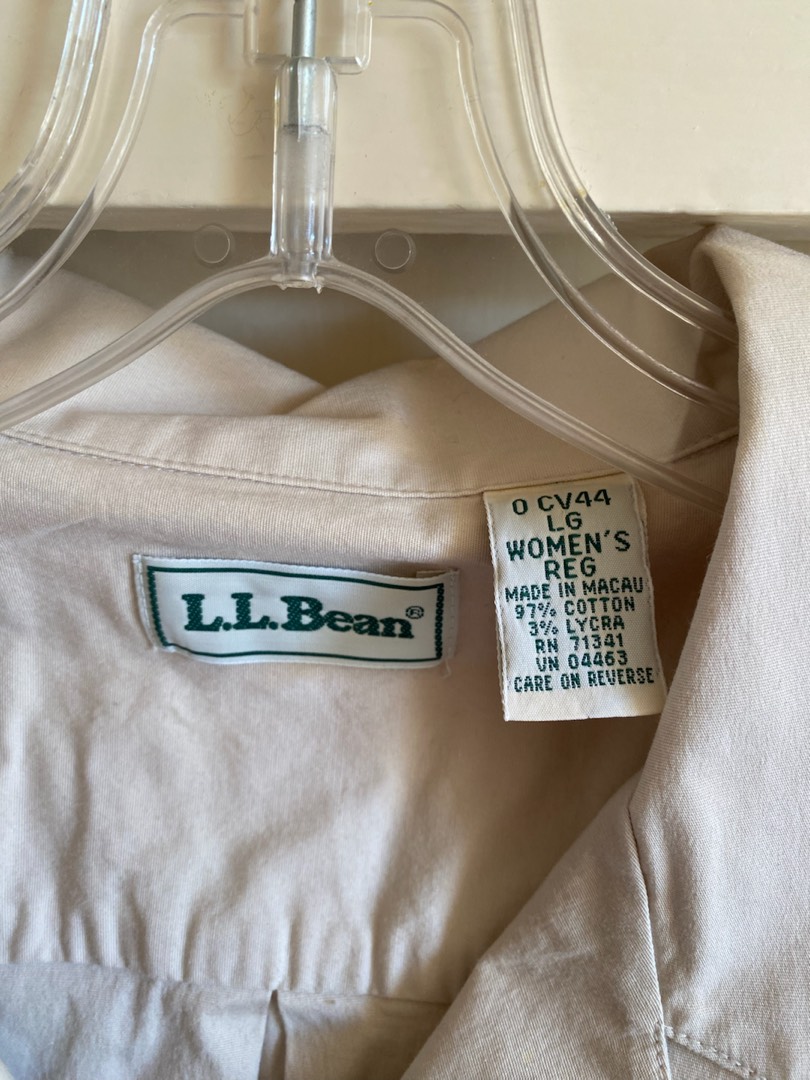 L.L.Bean®
0 CV44
LG
WOMEN'S
REG
MADE IN MACAU
97% COTTON
3% LYCRA
RN 71341
VN 04463
CARE ON REVERSE